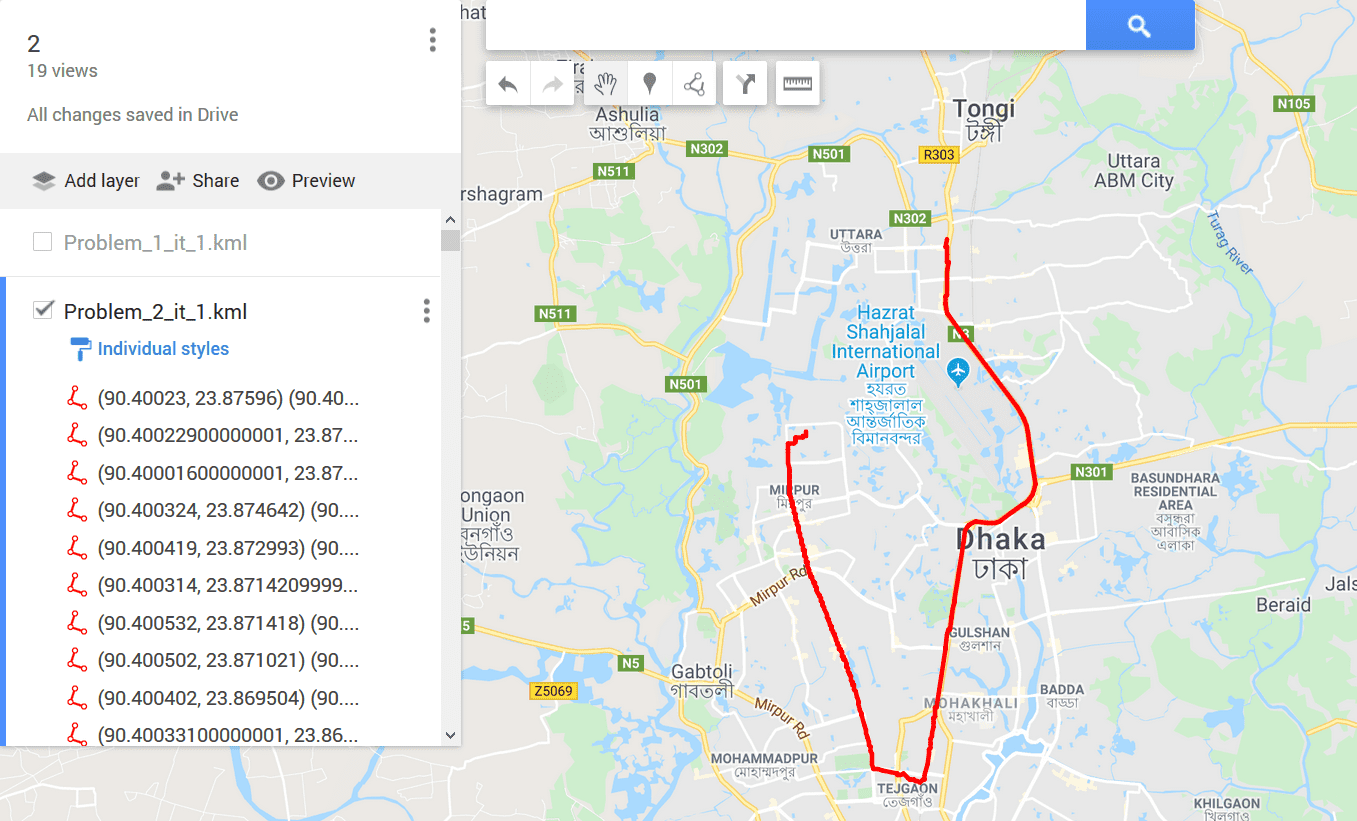 2
19 views
All changes saved in Drive
Add layer
Share
Preview
Problem_1_it_1.kml
Problem_2_it_1.kml
Individual styles
(90.40023, 23.87596) (90.40...
(90.40022900000001, 23.87...
(90.40001600000001, 23.87...
(90.400324, 23.874642) (90....
(90.400419, 23.872993) (90....
(90.400314, 23.8714209999...
(90.400532, 23.871418) (90....
(90.400502, 23.871021) (90....
(90.400402, 23.869504) (90....
(90.40033100000001, 23.86...
Ashulia
আশুলিয়া
Tongi
টঙ্গী
N105
N302
N501
R303
N511
Uttara
ABM City
rshagram
N302
UTTARA
উত্তরা
Turag River
N511
Hazrat
Shahjalal
International
Airport
হযরত
শাহ্জালাল
আন্তর্জাতিক
বিমানবন্দর
N3
N501
N301
MIRPUR
মিরপুর
BASUNDHARA
RESIDENTIAL
AREA
বসুন্ধরা
আবাসিক
এলাকা
ongaon
Union
বনগাঁও
ইউনিয়ন
Dhaka
ঢাকা
Mirpur Rd
Jals
Beraid
5
GULSHAN
গুলশান
N5
Gabtoli
গাবতলী
Z5069
BADDA
বাড্ডা
MOHAKHALI
মহাখালী
Mirpur Rd
MOHAMMADPUR
মোহাম্মদপুর
TEJGAON
তেজগাঁও
KHILGAON
খিলগাঁও